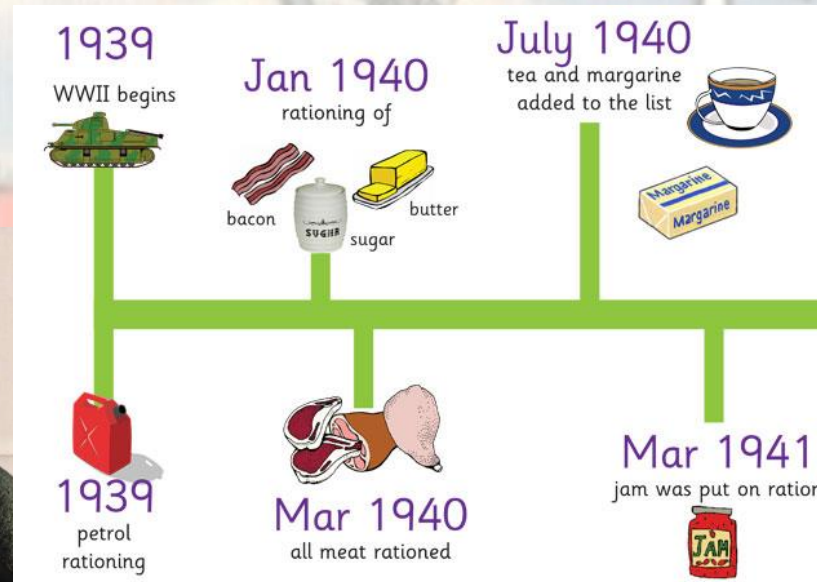 1939
WWII begins
Jan 1940
rationing of
bacon
SUGAR
sugar
butter
July 1940
tea and margarine
added to the list
Margarine
Margarine
1939
petrol
rationing
Mar 1940
all meat rationed
Mar 1941
jam was put on ration
JAM